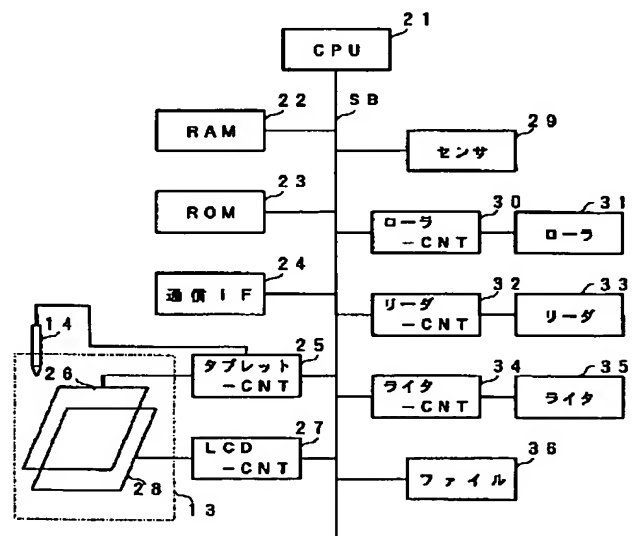 21
CPU
22
SB
RAM
29
センサ
23
ROM
30
31
ローラ
-CNT
ローラ
24
通信IF
32
33
リーダ
-CNT
リーダ
14
25
タブレット
-CNT
26
34
35
ライタ
-CNT
ライタ
27
LCD
-CNT
36
ファイル
28
13